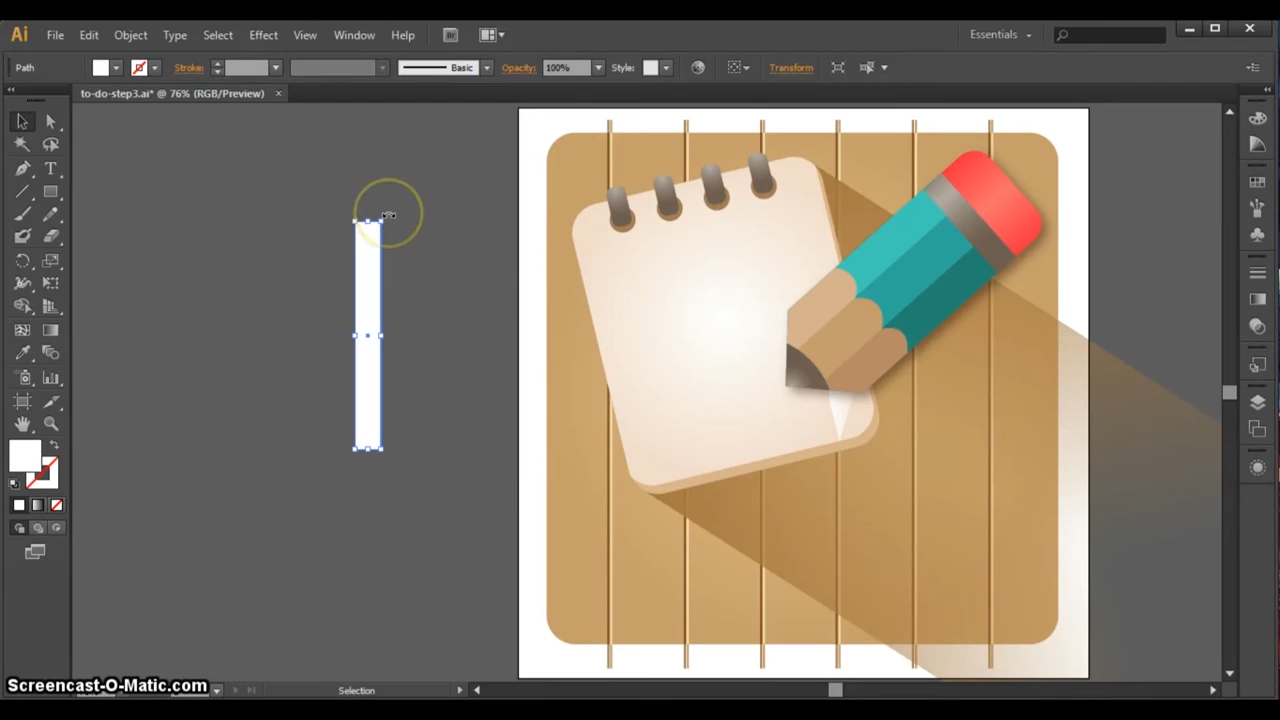 Ai File Edit Object Type Select Effect View Window Help Br Essentials
Path Stroke: Basic Opacity: 100% Style: Transform
to-do-step3.ai* @ 76% (RGB/Preview) ×
T
Selection
Screencast-O-Matic.com